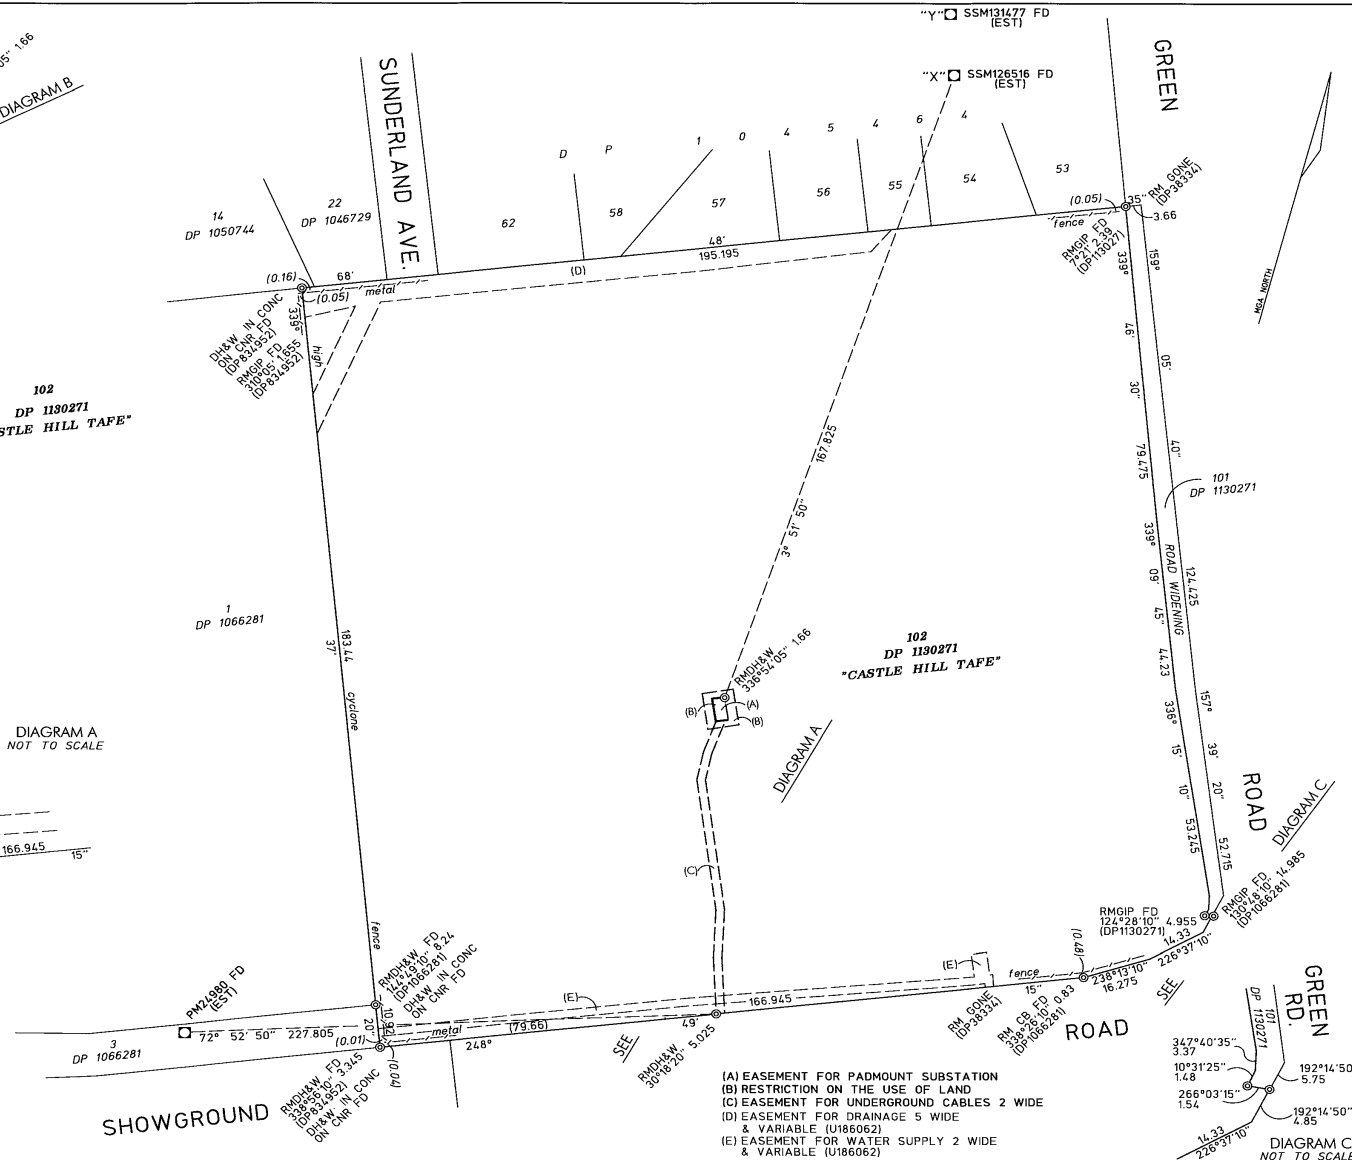 05" 1.66
DIAGRAM B
SUNDERLAND AVE.
"Y" SSM131477 FD
(EST)
"X" SSM126516 FD
(EST)
GREEN
MGA NORTH
D P 1 0 4 5 4 6 4
14
DP 1050744
22
DP 1046729
62
58
57
56
55
54
53
(0.05)
fence
35"
RM GONE
(DP38334)
3.66
RMGIP FD
7°21' 2.39
(DP113027)
48'
195.195
(D)
(0.16)
68'
(0.05)
metal
DH&W IN CONC
ON CNR FD
(DP834952)
RMGIP FD
310°05' 1.655
(DP834952)
339°
high
339°
46'
30"
79.475
159°
05'
40"
124.425
101
DP 1130271
ROAD WIDENING
339°
09'
45"
44.23
336°
15'
10"
53.245
157°
39'
20"
52.715
102
DP 1130271
STLE HILL TAFE"
167.825
3° 51' 50"
1
DP 1066281
183.44
37'
cyclone
fence
RMDH&W
336°54'05" 1.66
(A)
(B)
(B)
102
DP 1130271
"CASTLE HILL TAFE"
DIAGRAM A
DIAGRAM A
NOT TO SCALE
166.945
15"
(C)
ROAD
DIAGRAM C
RMGIP FD
124°28'10" 4.955
(DP1130271)
RMGIP FD
130°48'10" 14.985
(DP1066281)
14.33
226°37'10"
238°13'10"
16.275
(0.48)
fence
15"
SEE
RM CB FD
338°26'10" 0.83
(DP1066281)
RM GONE
(DP38334)
(E)
(E)
166.945
49'
RMDH&W
30°18'20" 5.025
SEE
(79.66)
metal
248°
RMDH&W FD
144°49'10" 8.24
(DP1066281)
DH&W IN CONC
ON CNR FD
10.92
20"
(0.01)
(0.04)
PM24980 FD
(EST)
72° 52' 50" 227.805
3
DP 1066281
RMDH&W FD
338°56'10" 3.345
(DP834952)
DH&W IN CONC
ON CNR FD
SHOWGROUND
ROAD
(A) EASEMENT FOR PADMOUNT SUBSTATION
(B) RESTRICTION ON THE USE OF LAND
(C) EASEMENT FOR UNDERGROUND CABLES 2 WIDE
(D) EASEMENT FOR DRAINAGE 5 WIDE
& VARIABLE (U186062)
(E) EASEMENT FOR WATER SUPPLY 2 WIDE
& VARIABLE (U186062)
GREEN
RD.
101
DP 1130271
347°40'35"
3.37
10°31'25"
1.48
266°03'15"
1.54
192°14'50
5.75
192°14'50"
4.85
14.33
226°37'10"
DIAGRAM C
NOT TO SCALE